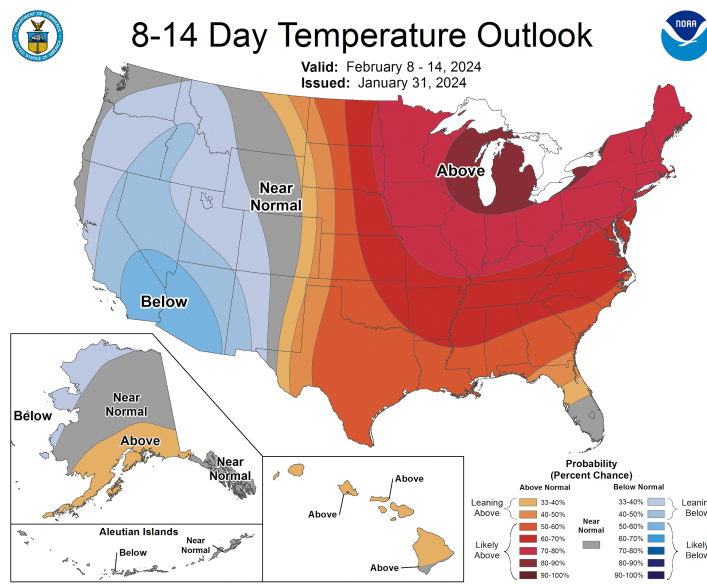 8-14 Day Temperature Outlook
NOAA
Valid: February 8 - 14, 2024
Issued: January 31, 2024
Above
Near
Normal
Below
Near
Normal
Below
Above
Near
Normal
Aleutian Islands
Below
Near
Normal
Above
Above
Above
Probability
(Percent Chance)
Above Normal
Below Normal
Leaning
Above
33-40%
40-50%
Likely
Above
50-60%
60-70%
70-80%
80-90%
90-100%
Near
Normal
33-40%
40-50%
50-60%
60-70%
70-80%
80-90%
90-100%
Below
Likely